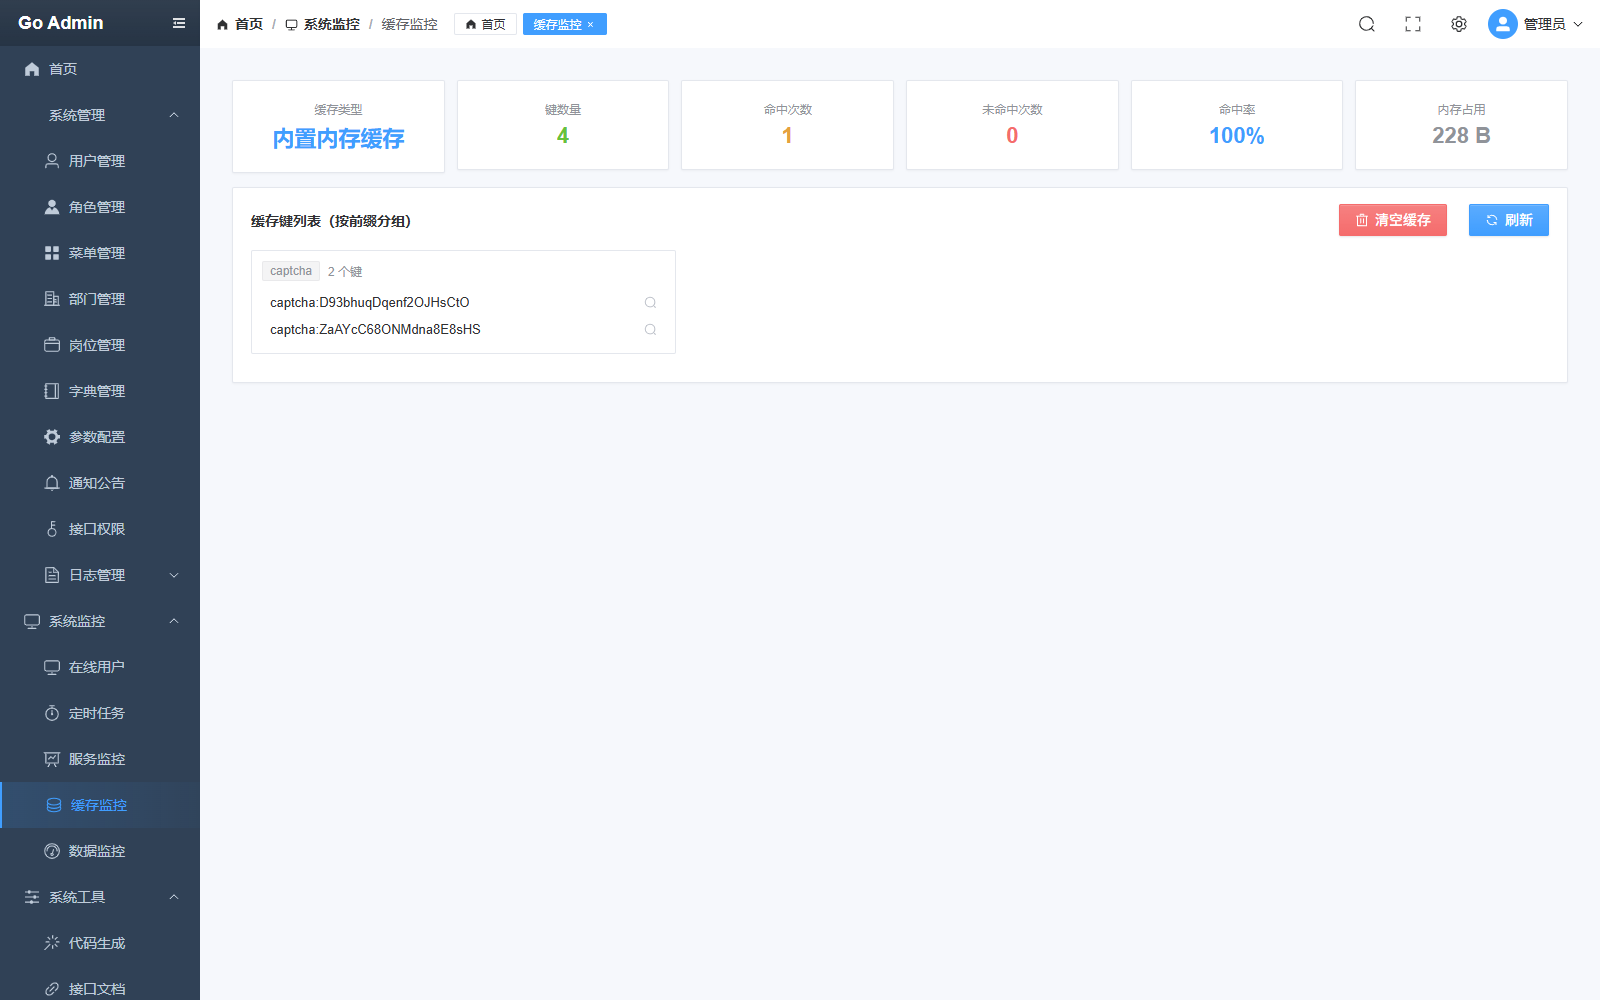 Go Admin
首页
系统管理
用户管理
角色管理
菜单管理
部门管理
岗位管理
字典管理
参数配置
通知公告
接口权限
日志管理
系统监控
在线用户
定时任务
服务监控
缓存监控
数据监控
系统工具
代码生成
接口文档
首页 / 系统监控 / 缓存监控
首页
缓存监控 ×
管理员
缓存类型
内置内存缓存
键数量
4
命中次数
1
未命中次数
0
命中率
100%
内存占用
228 B
缓存键列表（按前缀分组）
清空缓存
刷新
captcha 2 个键
captcha:D93bhuqDqenf2OJHsCtO
captcha:ZaAYcC68ONMdna8E8sHS